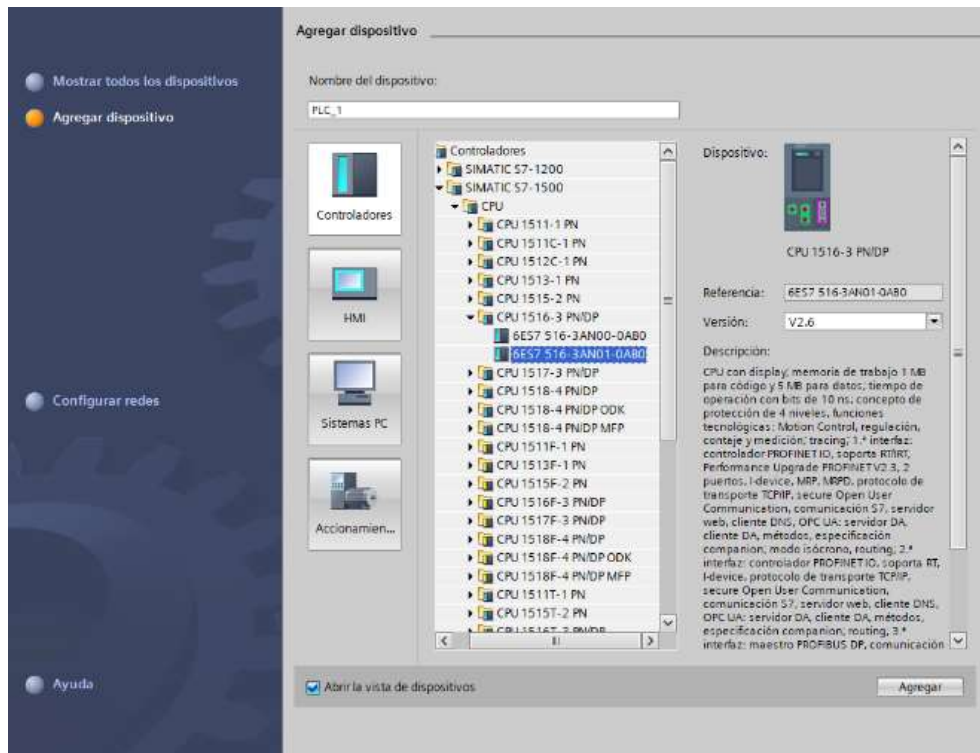 Agregar dispositivo
Mostrar todos los dispositivos
Agregar dispositivo
Configurar redes
Ayuda
Nombre del dispositivo:
PLC_1
Controladores
HMI
Sistemas PC
Accionamien...
Controladores
SIMATIC S7-1200
SIMATIC S7-1500
CPU
CPU 1511-1 PN
CPU 1511C-1 PN
CPU 1512C-1 PN
CPU 1513-1 PN
CPU 1515-2 PN
CPU 1516-3 PN/DP
6ES7 516-3AN00-0AB0
6ES7 516-3AN01-0AB0
CPU 1517-3 PN/DP
CPU 1518-4 PN/DP
CPU 1518-4 PN/DP ODK
CPU 1518-4 PN/DP MFP
CPU 1511F-1 PN
CPU 1513F-1 PN
CPU 1515F-2 PN
CPU 1516F-3 PN/DP
CPU 1517F-3 PN/DP
CPU 1518F-4 PN/DP
CPU 1518F-4 PN/DP ODK
CPU 1518F-4 PN/DP MFP
CPU 1511T-1 PN
CPU 1515T-2 PN
Dispositivo:
CPU 1516-3 PN/DP
Referencia:
6ES7 516-3AN01-0AB0
Versión:
V2.6
Descripción:
CPU con display; memoria de trabajo 1 MB
para código y 5 MB para datos; tiempo de
operación con bits de 10 ns; concepto de
protección de 4 niveles, funciones
tecnológicas: Motion Control, regulación,
contaje y medición; tracing; 1.ª interfaz:
controlador PROFINET IO, soporta RT/IRT,
Performance Upgrade PROFINET V2.3, 2
puertos, I-device, MRP, MRPD, protocolo de
transporte TCP/IP, secure Open User
Communication, comunicación S7, servidor
web, cliente DNS, OPC UA: servidor DA,
cliente DA, métodos, especificación
companion; modo isócrono, routing; 2.ª
interfaz: controlador PROFINET IO, soporta RT,
I-device, protocolo de transporte TCP/IP,
secure Open User Communication,
comunicación S7, servidor web, cliente DNS,
OPC UA: servidor DA, cliente DA, métodos,
especificación companion; routing; 3.ª
interfaz: maestro PROFIBUS DP, comunicación
Abrir la vista de dispositivos
Agregar